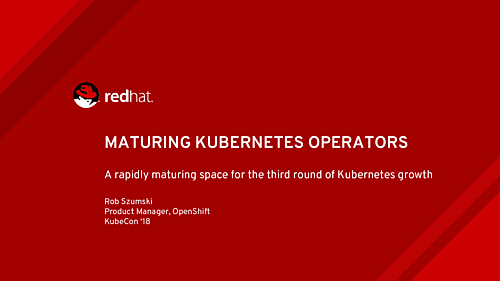 redhat.
MATURING KUBERNETES OPERATORS
A rapidly maturing space for the third round of Kubernetes growth
Rob Szumski
Product Manager, OpenShift
KubeCon '18